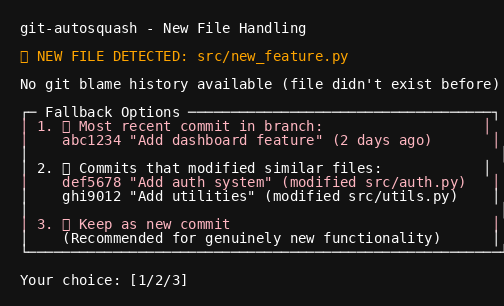 git-autosquash - New File Handling
NEW FILE DETECTED: src/new_feature.py
No git blame history available (file didn't exist before)
Fallback Options
1. Most recent commit in branch:
abc1234 "Add dashboard feature" (2 days ago)
2. Commits that modified similar files:
def5678 "Add auth system" (modified src/auth.py)
ghi9012 "Add utilities" (modified src/utils.py)
3. Keep as new commit
(Recommended for genuinely new functionality)
Your choice: [1/2/3]